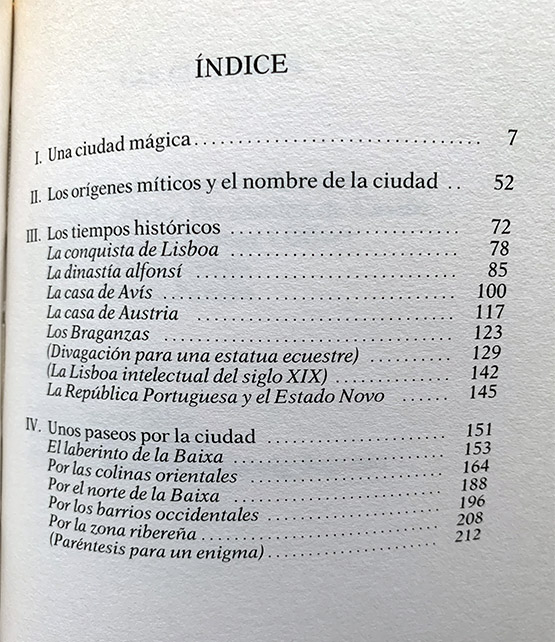 ÍNDICE
I. Una ciudad mágica ................................ 7
II. Los orígenes míticos y el nombre de la ciudad .. 52
III. Los tiempos históricos ........................ 72
La conquista de Lisboa ........................ 78
La dinastía alfonsí ........................ 85
La casa de Avís ........................ 100
La casa de Austria ........................ 117
Los Braganzas ........................ 123
(Divagación para una estatua ecuestre) .......... 129
(La Lisboa intelectual del siglo XIX) ............ 142
La República Portuguesa y el Estado Novo ...... 145
IV. Unos paseos por la ciudad .................... 151
El laberinto de la Baixa ........................ 153
Por las colinas orientales ........................ 164
Por el norte de la Baixa ........................ 188
Por los barrios occidentales ...................... 196
Por la zona ribereña ........................ 208
(Paréntesis para un enigma) ...................... 212